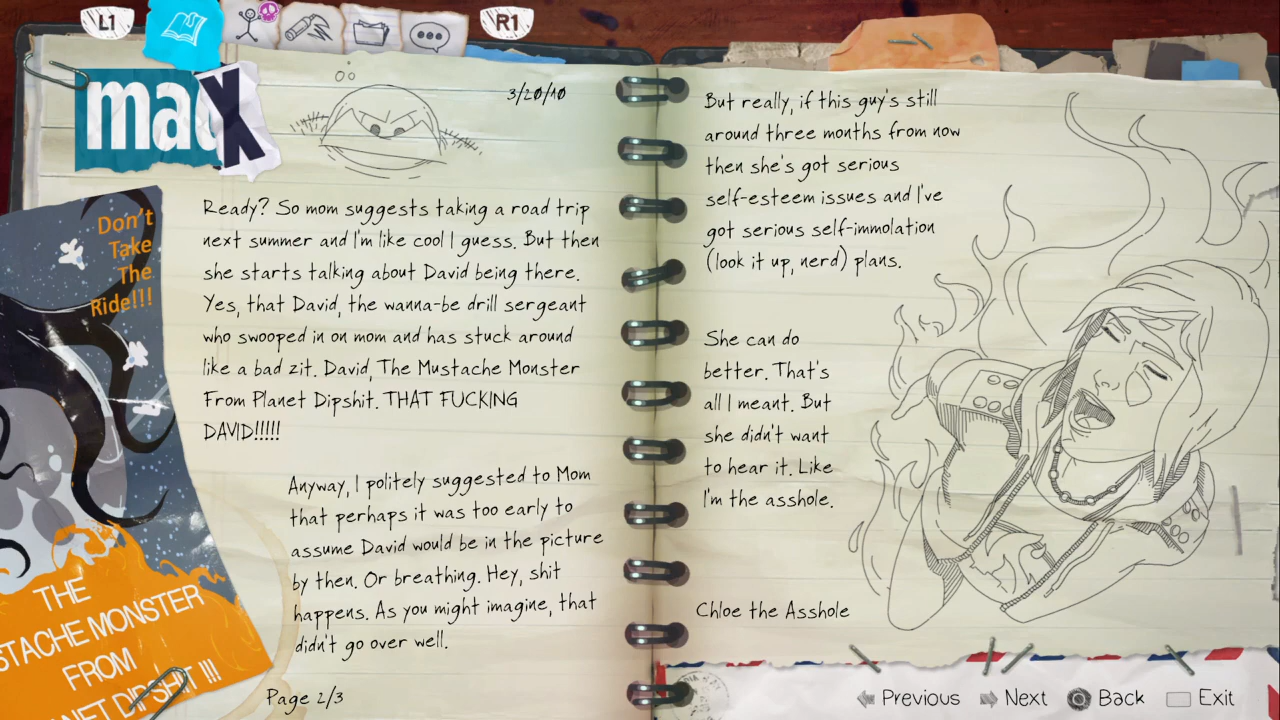 L1
R1
max
3/20/10
Don't
Take
The
Ride!!!
Ready? So mom suggests taking a road trip
next summer and I'm like cool I guess. But then
she starts talking about David being there.
Yes, that David, the wanna-be drill sergeant
who swooped in on mom and has stuck around
like a bad zit. David, The Mustache Monster
From Planet Dipshit. THAT FUCKING
DAVID!!!!!
Anyway, I politely suggested to Mom
that perhaps it was too early to
assume David would be in the picture
by then. Or breathing. Hey, shit
happens. As you might imagine, that
didn't go over well.
THE
STACHE MONSTER
FROM
ANET DIPSHIT !!!
Page 2/3
But really, if this guy's still
around three months from now
then she's got serious
self-esteem issues and I've
got serious self-immolation
(look it up, nerd) plans.
She can do
better. That's
all I meant. But
she didn't want
to hear it. Like
I'm the asshole.
Chloe the Asshole
Previous Next Back Exit